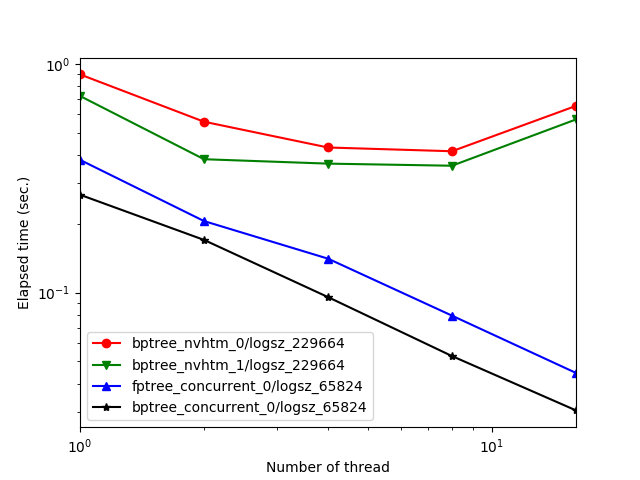 10⁰
10⁻¹
Elapsed time (sec.)
bptree_nvhtm_0/logsz_229664
bptree_nvhtm_1/logsz_229664
fptree_concurrent_0/logsz_65824
bptree_concurrent_0/logsz_65824
10⁰
10¹
Number of thread